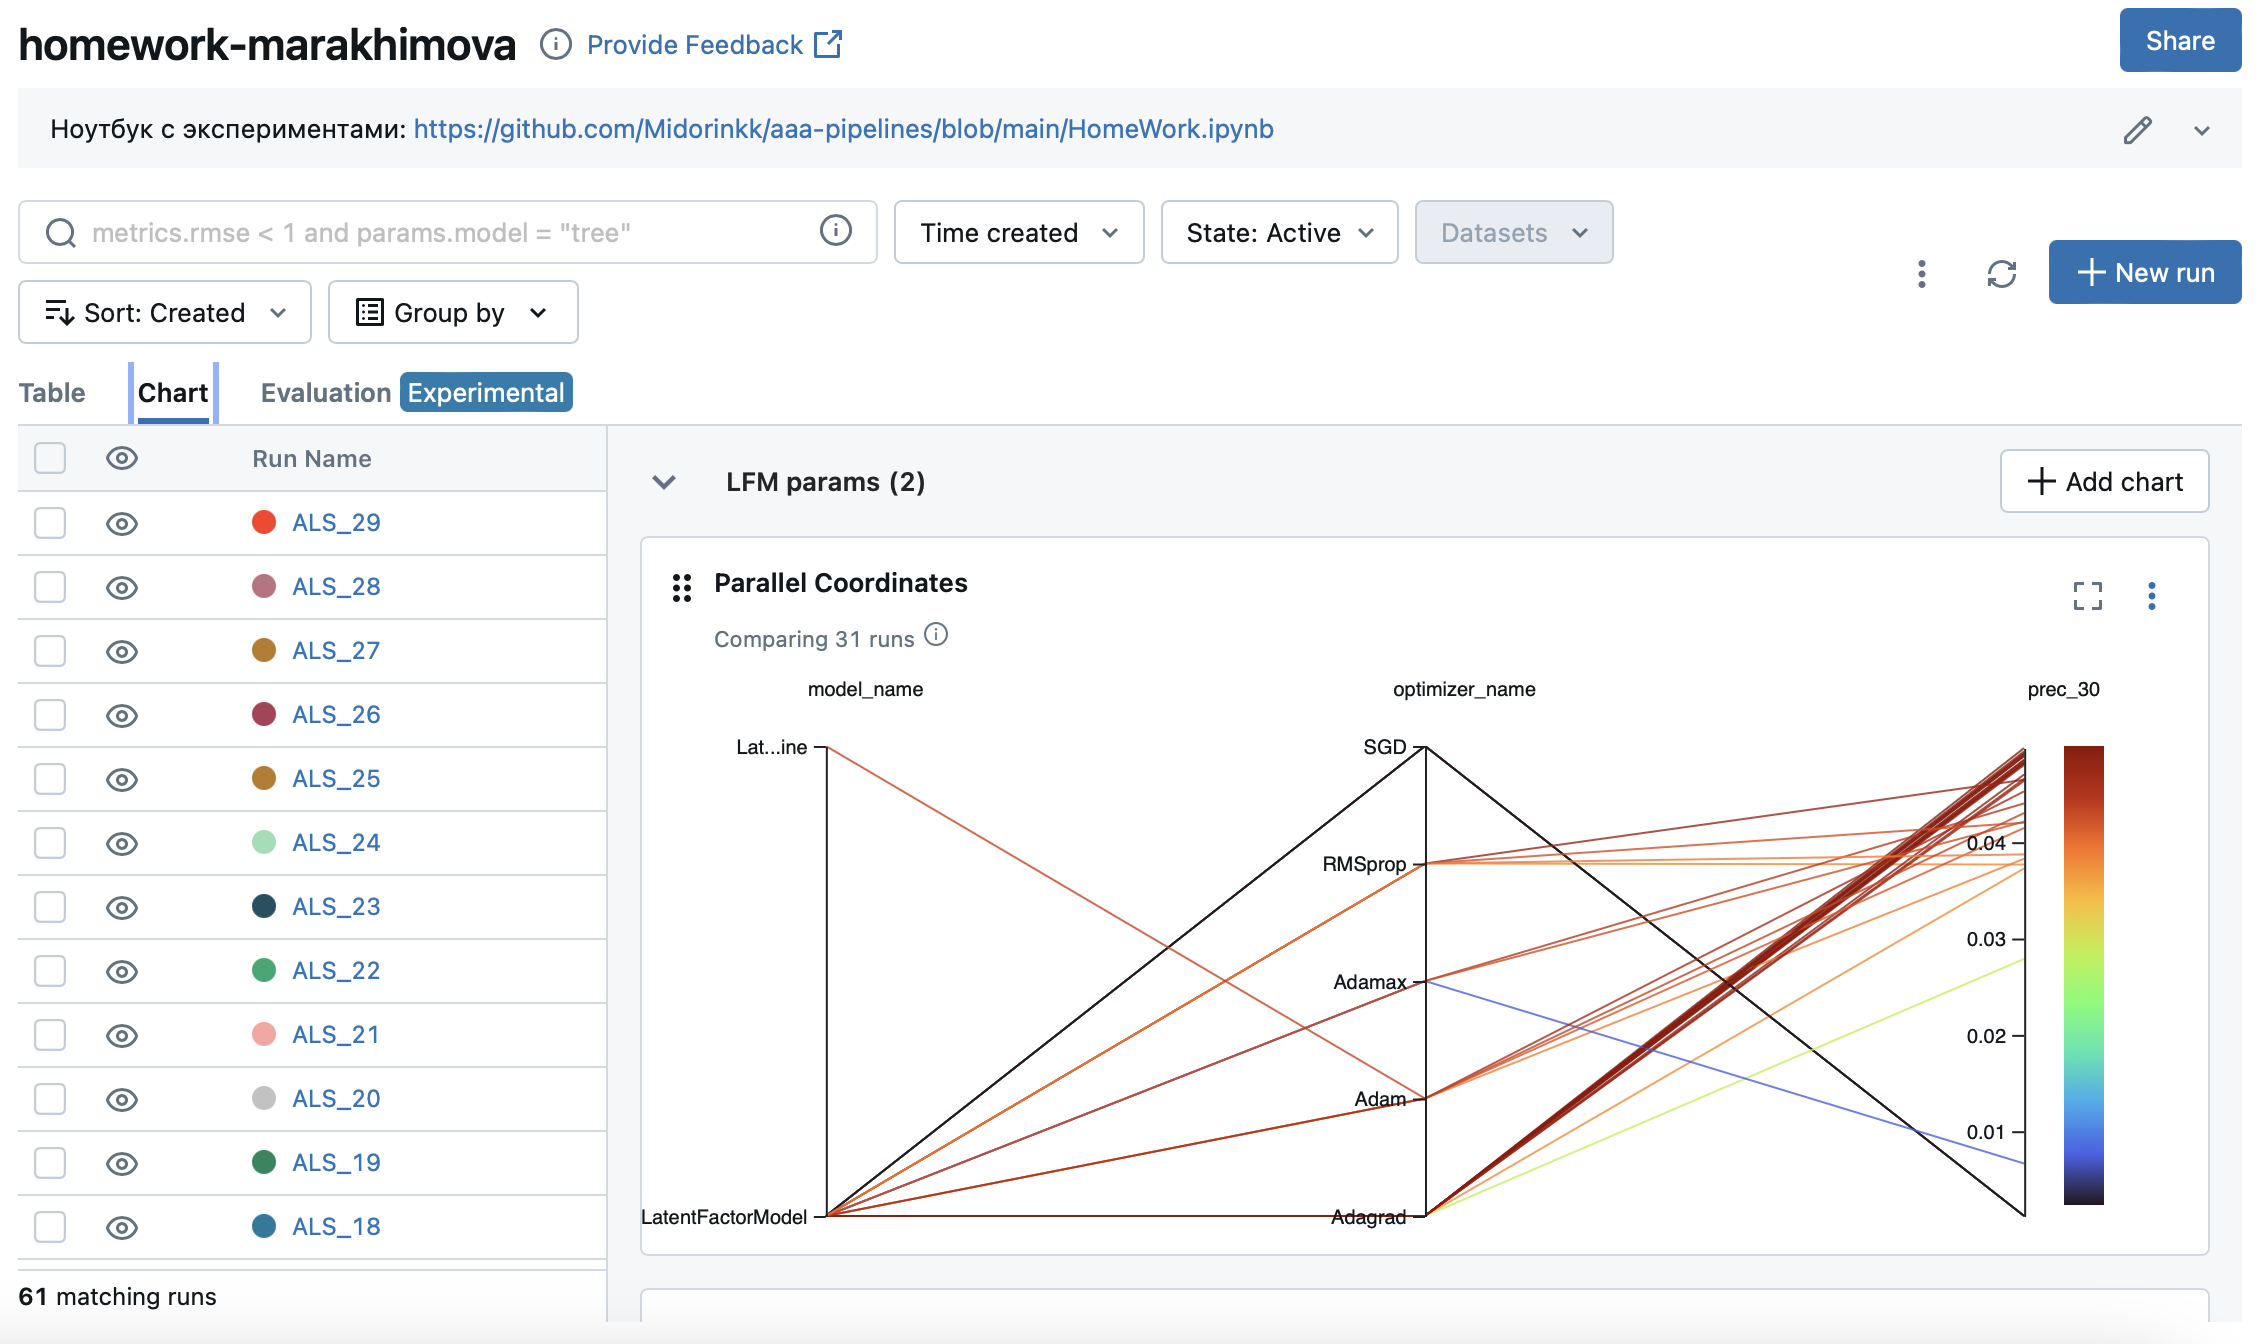 homework-marakhimova Provide Feedback
Share
Ноутбук с экспериментами: https://github.com/Midorinkk/aaa-pipelines/blob/main/HomeWork.ipynb
metrics.rmse < 1 and params.model = "tree"
Time created
State: Active
Datasets
New run
Sort: Created
Group by
Table
Chart
Evaluation
Experimental
Run Name
ALS_29
ALS_28
ALS_27
ALS_26
ALS_25
ALS_24
ALS_23
ALS_22
ALS_21
ALS_20
ALS_19
ALS_18
61 matching runs
LFM params (2)
Add chart
Parallel Coordinates
Comparing 31 runs
model_name
optimizer_name
prec_30
Lat...ine
LatentFactorModel
SGD
RMSprop
Adamax
Adam
Adagrad
0.04
0.03
0.02
0.01